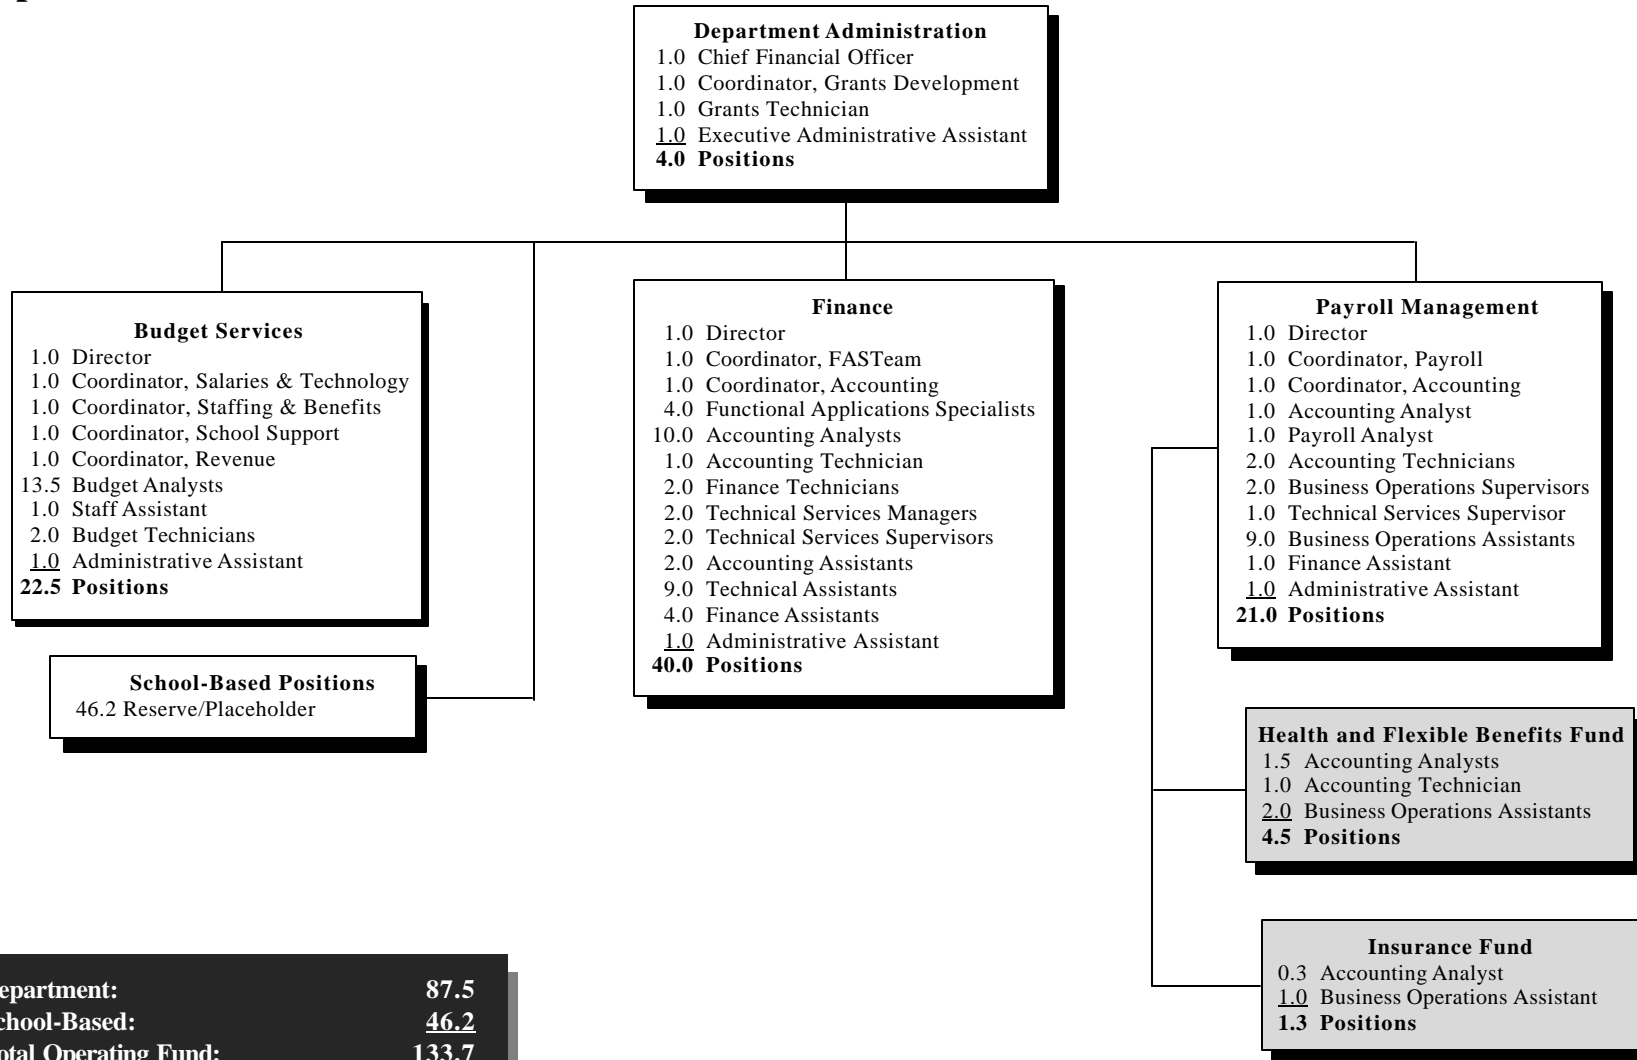 Department Administration
1.0 Chief Financial Officer
1.0 Coordinator, Grants Development
1.0 Grants Technician
1.0 Executive Administrative Assistant
4.0 Positions
Budget Services
1.0 Director
1.0 Coordinator, Salaries & Technology
1.0 Coordinator, Staffing & Benefits
1.0 Coordinator, School Support
1.0 Coordinator, Revenue
13.5 Budget Analysts
1.0 Staff Assistant
2.0 Budget Technicians
1.0 Administrative Assistant
22.5 Positions
School-Based Positions
46.2 Reserve/Placeholder
Finance
1.0 Director
1.0 Coordinator, FASTeam
1.0 Coordinator, Accounting
4.0 Functional Applications Specialists
10.0 Accounting Analysts
1.0 Accounting Technician
2.0 Finance Technicians
2.0 Technical Services Managers
2.0 Technical Services Supervisors
2.0 Accounting Assistants
9.0 Technical Assistants
4.0 Finance Assistants
1.0 Administrative Assistant
40.0 Positions
Payroll Management
1.0 Director
1.0 Coordinator, Payroll
1.0 Coordinator, Accounting
1.0 Accounting Analyst
1.0 Payroll Analyst
2.0 Accounting Technicians
2.0 Business Operations Supervisors
1.0 Technical Services Supervisor
9.0 Business Operations Assistants
1.0 Finance Assistant
1.0 Administrative Assistant
21.0 Positions
Health and Flexible Benefits Fund
1.5 Accounting Analysts
1.0 Accounting Technician
2.0 Business Operations Assistants
4.5 Positions
Insurance Fund
0.3 Accounting Analyst
1.0 Business Operations Assistant
1.3 Positions
epartment: 87.5
chool-Based: 46.2
otal Operating Fund: 133.7